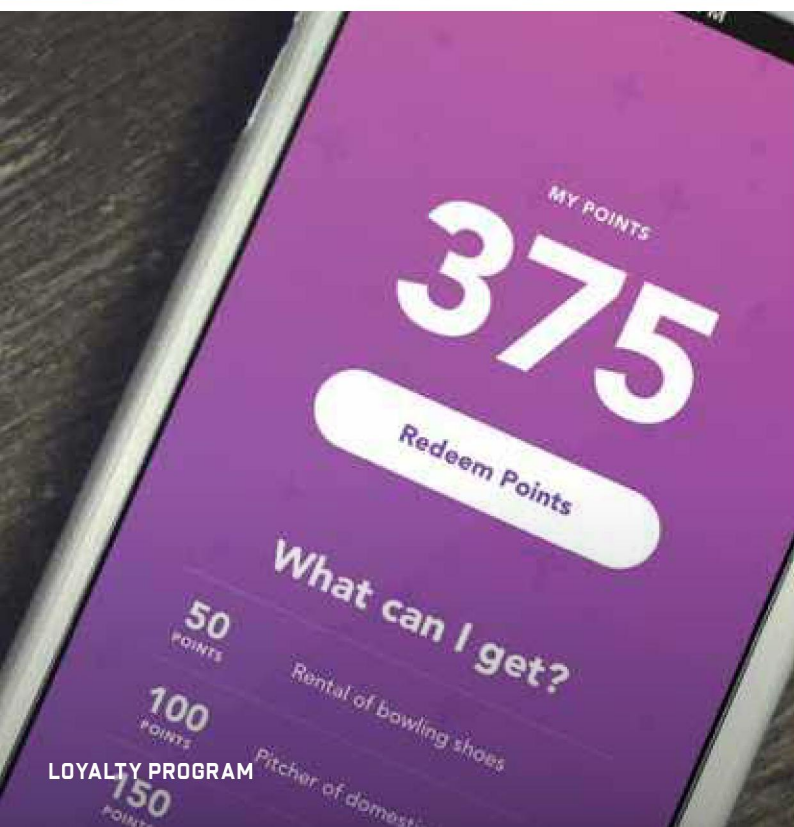 MY POINTS
375
Redeem Points
What can I get?
50
POINTS
Rental of bowling shoes
100
POINTS
Pitcher of
LOYALTY PROGRAM
150
POINTS